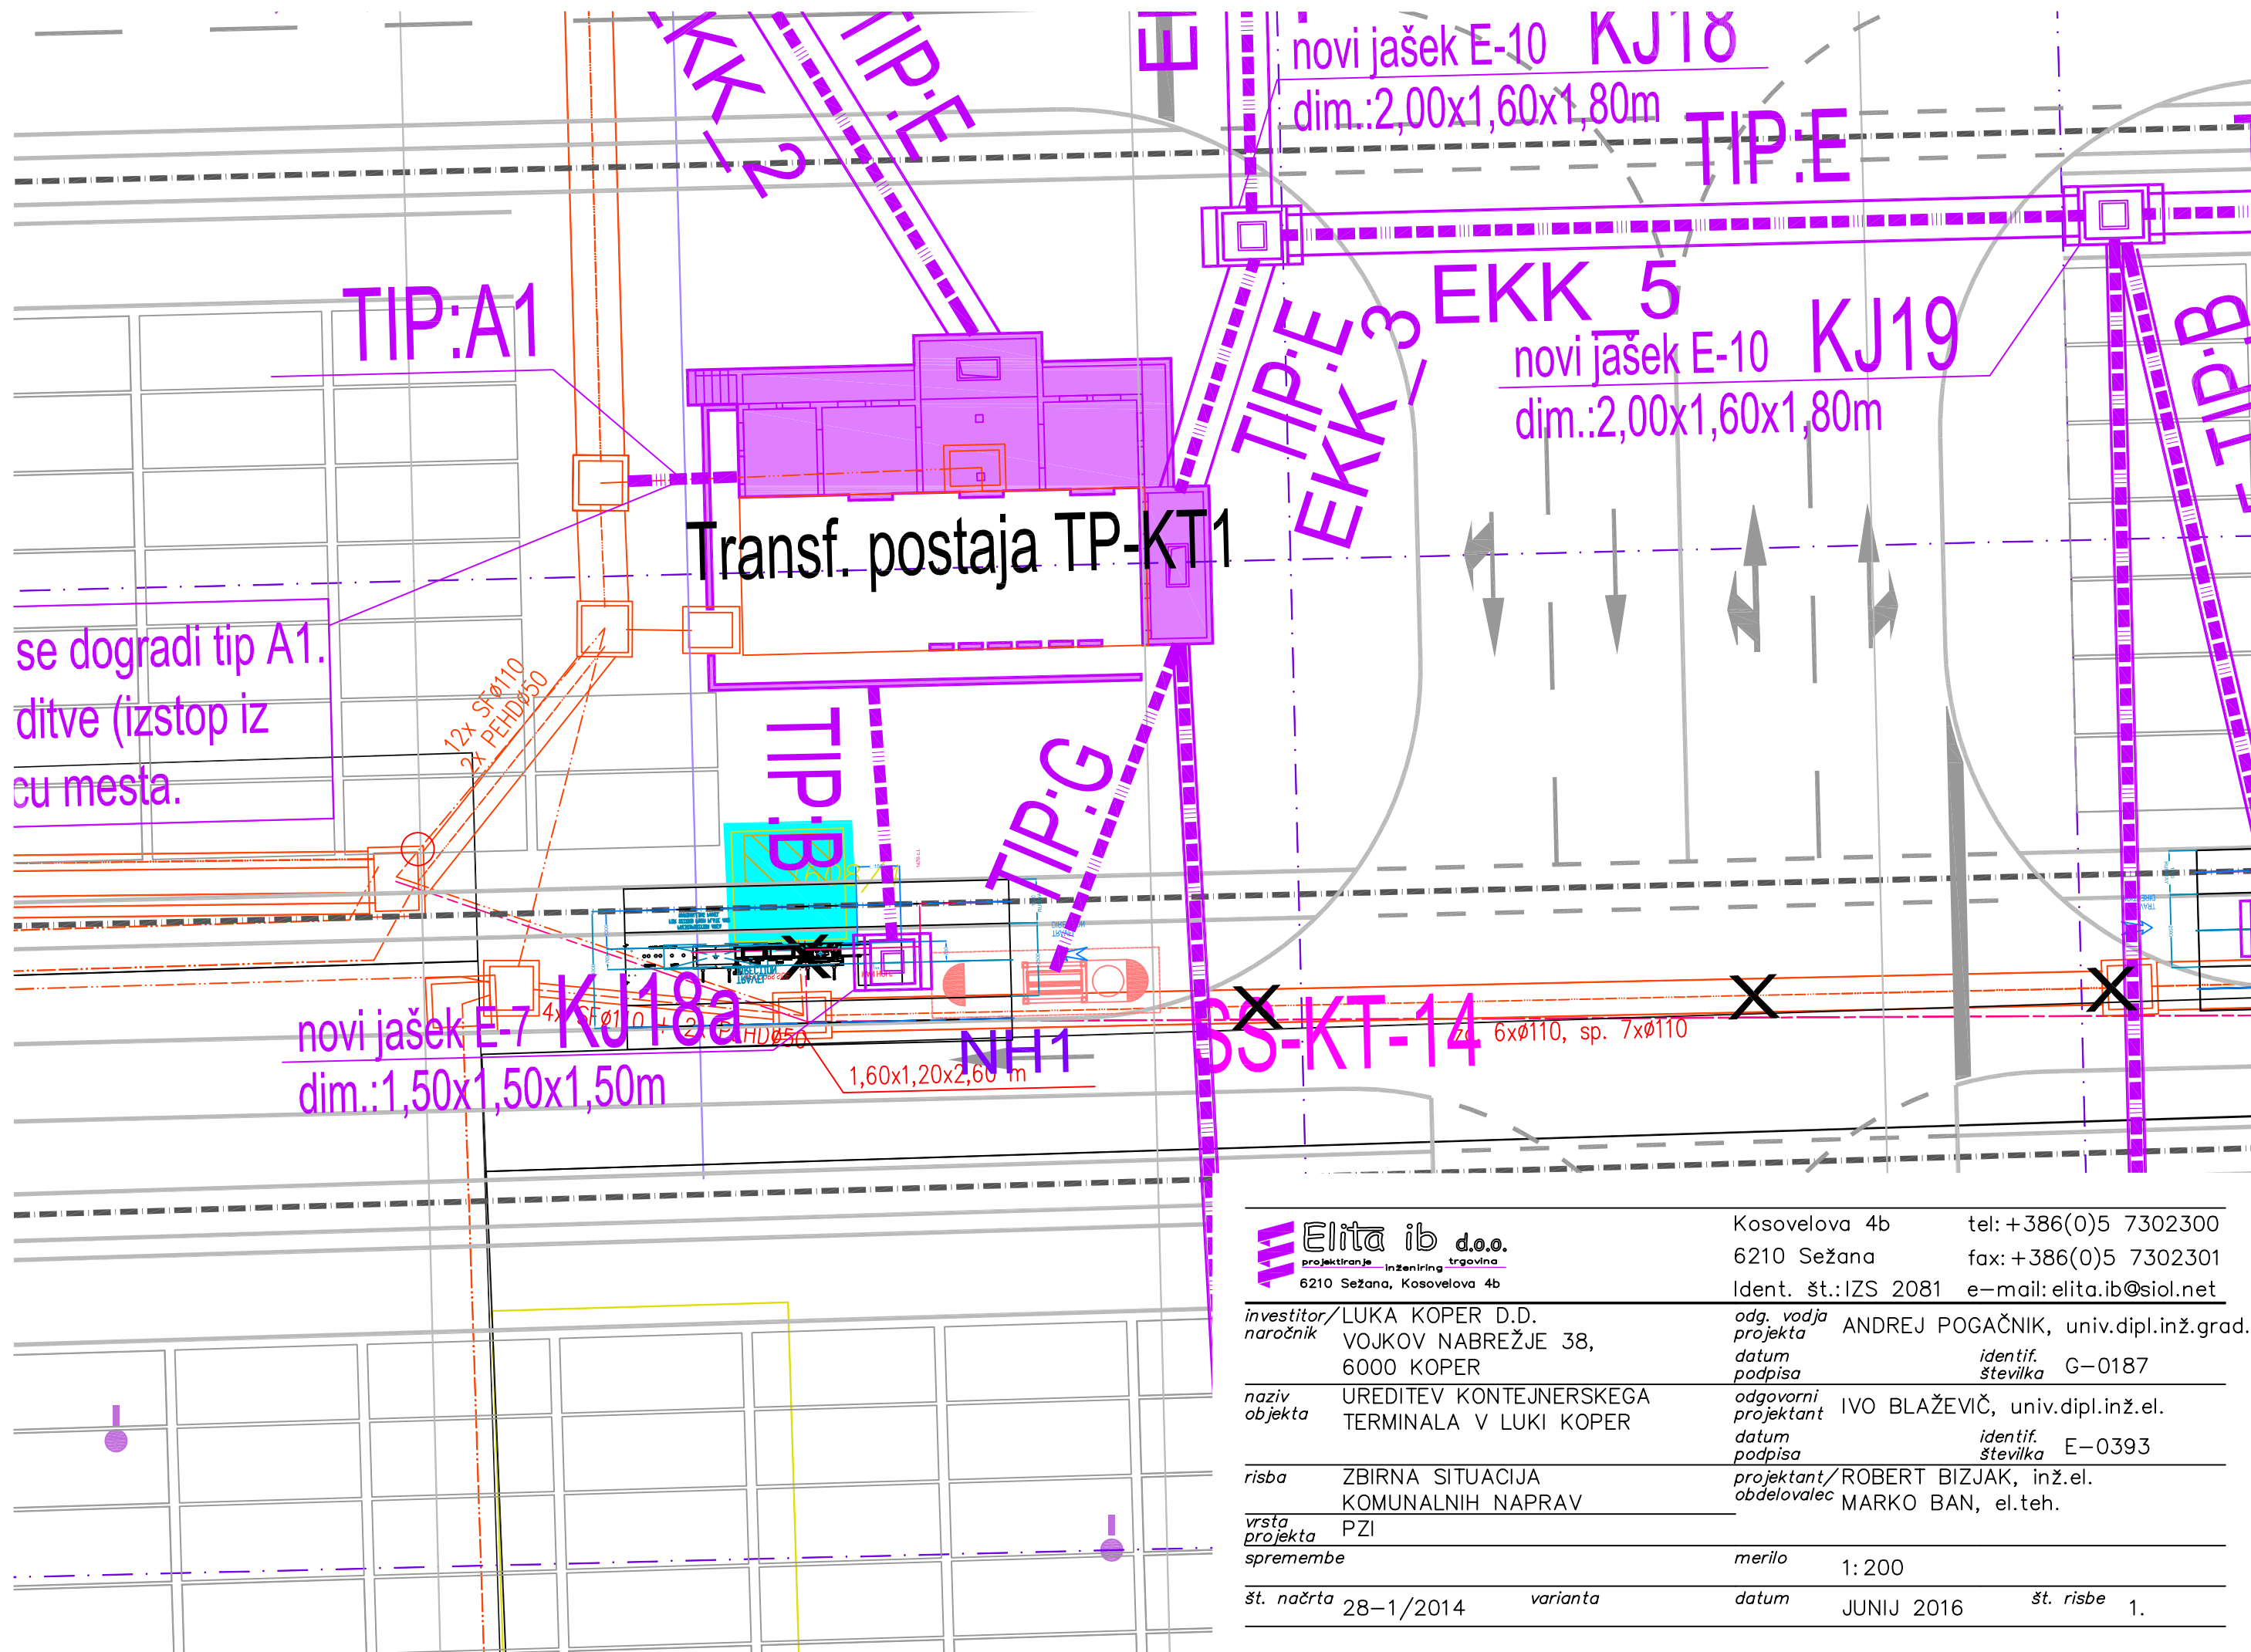 KK_2
TIP:E
novi jašek E-10 KJ18
dim.:2,00x1,60x1,80m
TIP:E
TIP:A1
EKK 5
novi jašek E-10 KJ19
dim.:2,00x1,60x1,80m
TIP:E
EKK_3
TIP:B
Transf. postaja TP-KT1
se dogradi tip A1.
ditve (izstop iz
cu mesta.
12x SFø110
2x PEHDø50
TIP:B
TIP:G
novi jašek E-7 KJ18a
dim.:1,50x1,50x1,50m
1,60x1,20x2,60 m
NH1
SS-KT-14
6xø110, sp. 7xø110
Elita ib d.o.o.
projektiranje inženiring trgovina
6210 Sežana, Kosovelova 4b
Kosovelova 4b tel: +386(0)5 7302300
6210 Sežana fax: +386(0)5 7302301
Ident. št.: IZS 2081 e-mail: elita.ib@siol.net
investitor/ naročnik
LUKA KOPER D.D.
VOJKOV NABREŽJE 38,
6000 KOPER
odg. vodja projekta ANDREJ POGAČNIK, univ.dipl.inž.grad.
datum podpisa identif. številka G-0187
naziv objekta
UREDITEV KONTEJNERSKEGA
TERMINALA V LUKI KOPER
odgovorni projektant IVO BLAŽEVIČ, univ.dipl.inž.el.
datum podpisa identif. številka E-0393
risba ZBIRNA SITUACIJA
KOMUNALNIH NAPRAV
projektant/ obdelovalec
ROBERT BIZJAK, inž.el.
MARKO BAN, el.teh.
vrsta projekta PZI
spremembe merilo 1:200
št. načrta 28-1/2014 varianta datum JUNIJ 2016 št. risbe 1.